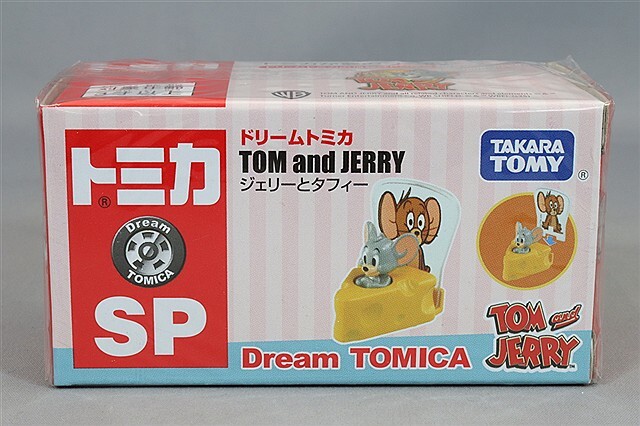 トミカ
®
Dream
TOMICA
SP
ドリームトミカ
TOM and JERRY
ジェリーとタフィー
Dream TOMICA
TAKARA
TOMY
®
TOM and
JERRY